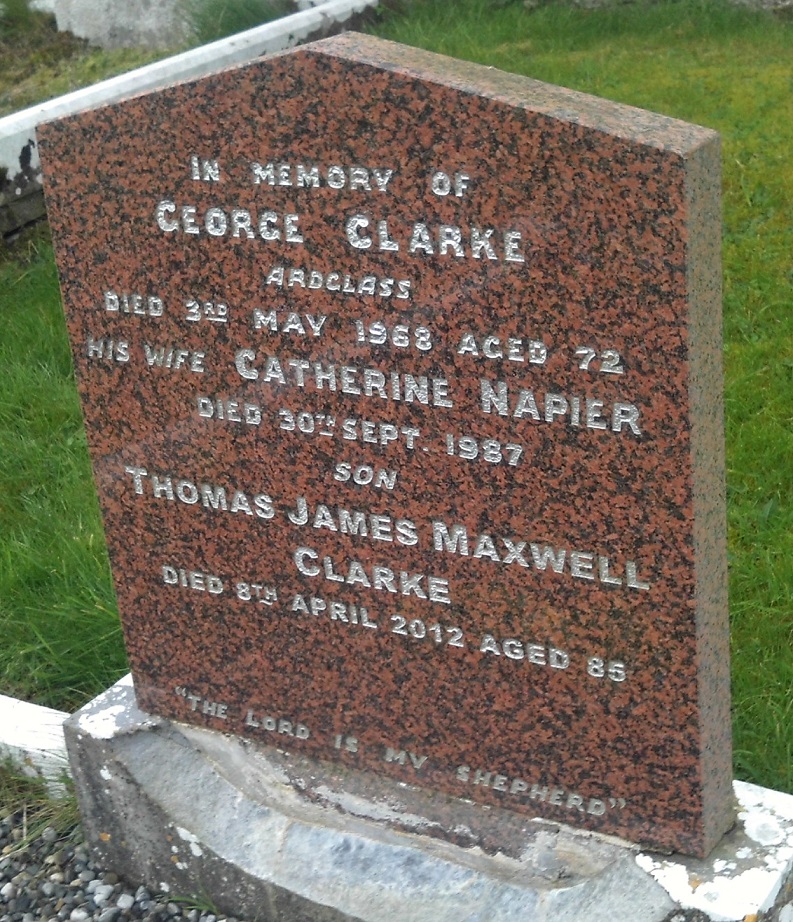 IN MEMORY OF
GEORGE CLARKE
ARDGLASS
DIED 3RD MAY 1968 AGED 72
HIS WIFE CATHERINE NAPIER
DIED 30TH SEPT. 1987
SON
THOMAS JAMES MAXWELL
CLARKE
DIED 8TH APRIL 2012 AGED 85
"THE LORD IS MY SHEPHERD"